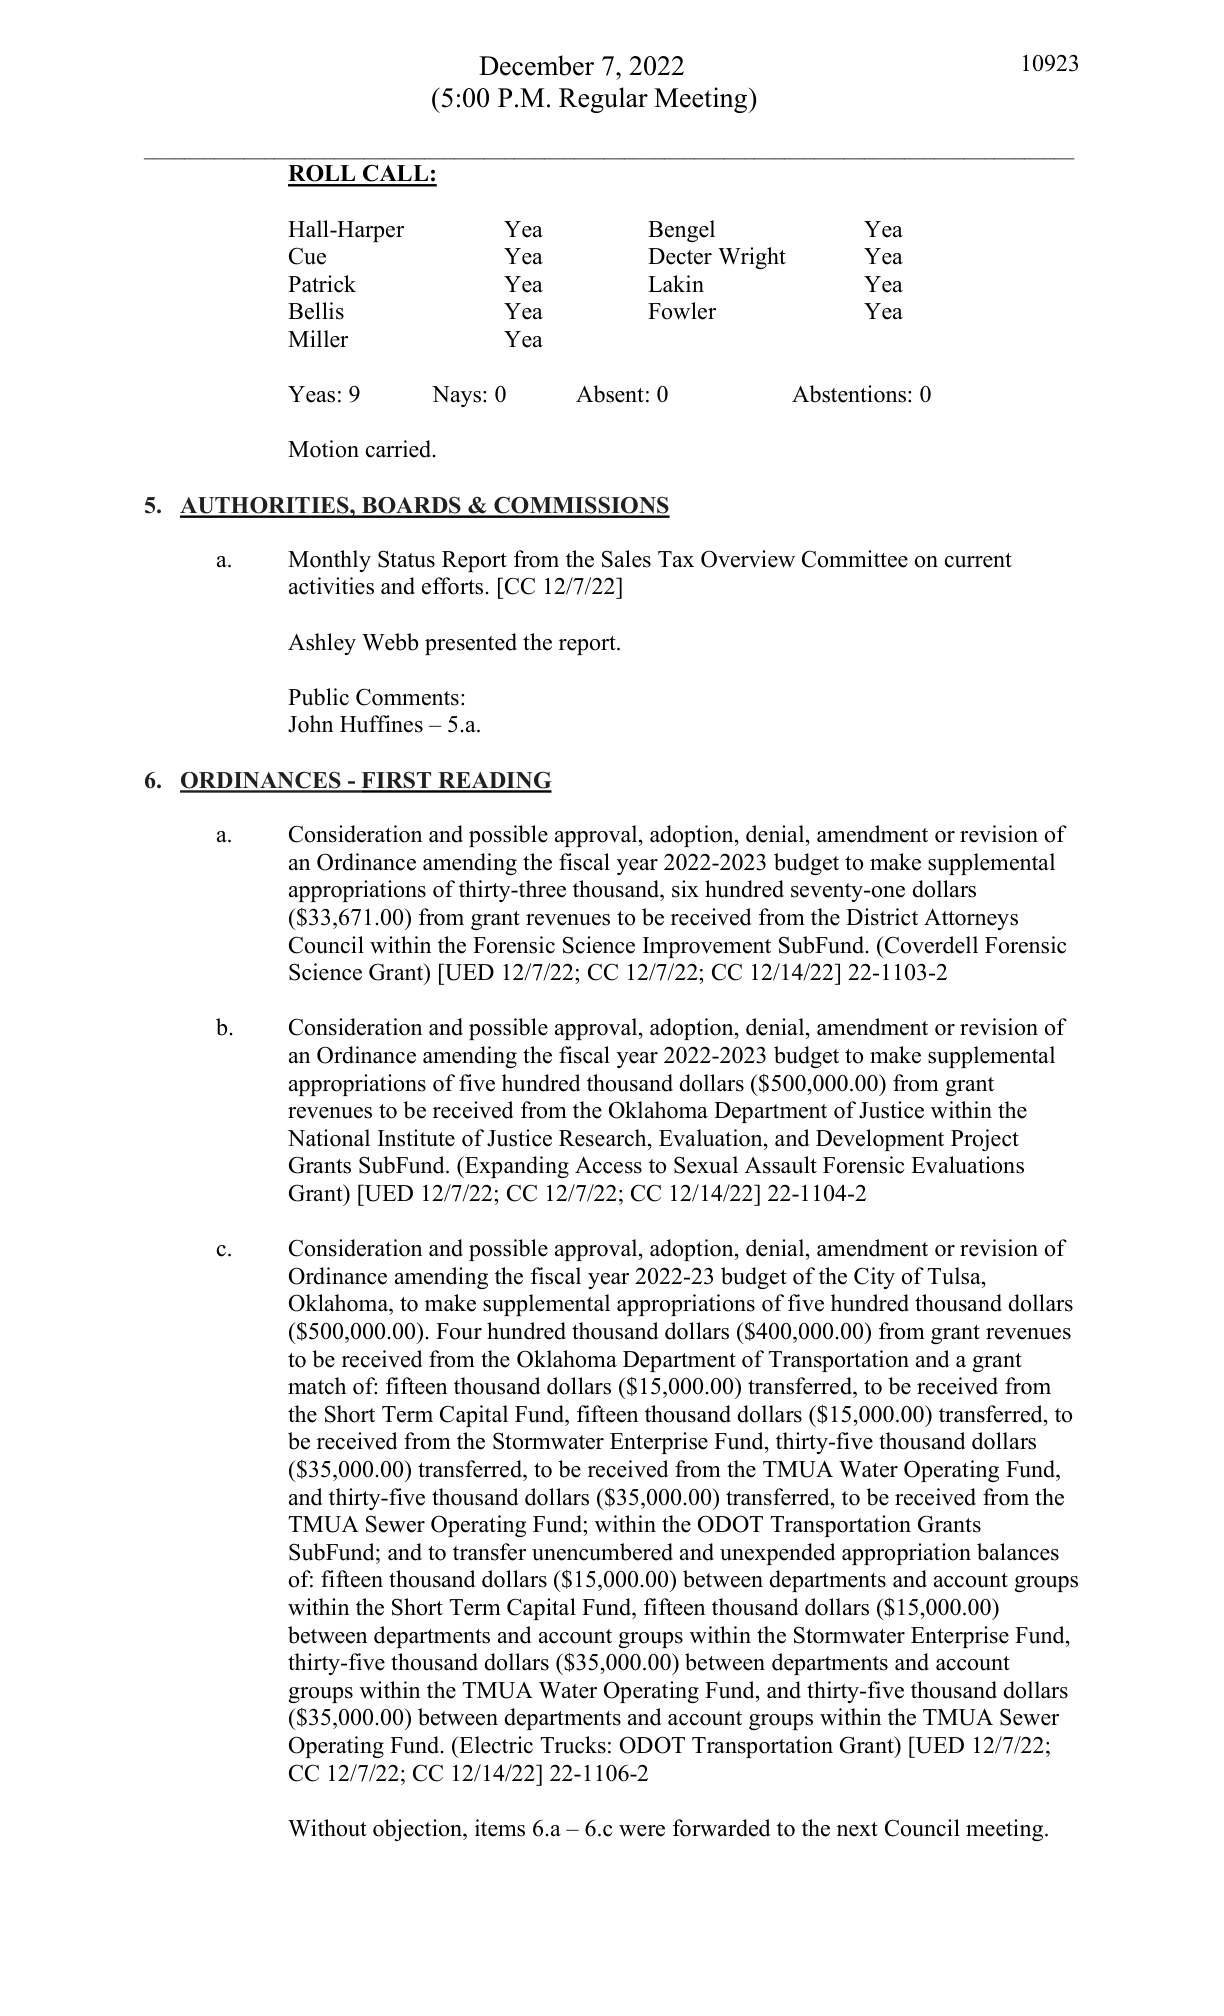 December 7, 2022
10923
(5:00 P.M. Regular Meeting)
ROLL CALL:
Hall-Harper Yea Bengel Yea
Cue Yea Decter Wright Yea
Patrick Yea Lakin Yea
Bellis Yea Fowler Yea
Miller Yea
Yeas: 9 Nays: 0 Absent: 0 Abstentions: 0
Motion carried.
5. AUTHORITIES, BOARDS & COMMISSIONS
a. Monthly Status Report from the Sales Tax Overview Committee on current
activities and efforts. [CC 12/7/22]
Ashley Webb presented the report.
Public Comments:
John Huffines – 5.a.
6. ORDINANCES - FIRST READING
a. Consideration and possible approval, adoption, denial, amendment or revision of
an Ordinance amending the fiscal year 2022-2023 budget to make supplemental
appropriations of thirty-three thousand, six hundred seventy-one dollars
($33,671.00) from grant revenues to be received from the District Attorneys
Council within the Forensic Science Improvement SubFund. (Coverdell Forensic
Science Grant) [UED 12/7/22; CC 12/7/22; CC 12/14/22] 22-1103-2
b. Consideration and possible approval, adoption, denial, amendment or revision of
an Ordinance amending the fiscal year 2022-2023 budget to make supplemental
appropriations of five hundred thousand dollars ($500,000.00) from grant
revenues to be received from the Oklahoma Department of Justice within the
National Institute of Justice Research, Evaluation, and Development Project
Grants SubFund. (Expanding Access to Sexual Assault Forensic Evaluations
Grant) [UED 12/7/22; CC 12/7/22; CC 12/14/22] 22-1104-2
c. Consideration and possible approval, adoption, denial, amendment or revision of
Ordinance amending the fiscal year 2022-23 budget of the City of Tulsa,
Oklahoma, to make supplemental appropriations of five hundred thousand dollars
($500,000.00). Four hundred thousand dollars ($400,000.00) from grant revenues
to be received from the Oklahoma Department of Transportation and a grant
match of: fifteen thousand dollars ($15,000.00) transferred, to be received from
the Short Term Capital Fund, fifteen thousand dollars ($15,000.00) transferred, to
be received from the Stormwater Enterprise Fund, thirty-five thousand dollars
($35,000.00) transferred, to be received from the TMUA Water Operating Fund,
and thirty-five thousand dollars ($35,000.00) transferred, to be received from the
TMUA Sewer Operating Fund; within the ODOT Transportation Grants
SubFund; and to transfer unencumbered and unexpended appropriation balances
of: fifteen thousand dollars ($15,000.00) between departments and account groups
within the Short Term Capital Fund, fifteen thousand dollars ($15,000.00)
between departments and account groups within the Stormwater Enterprise Fund,
thirty-five thousand dollars ($35,000.00) between departments and account
groups within the TMUA Water Operating Fund, and thirty-five thousand dollars
($35,000.00) between departments and account groups within the TMUA Sewer
Operating Fund. (Electric Trucks: ODOT Transportation Grant) [UED 12/7/22;
CC 12/7/22; CC 12/14/22] 22-1106-2
Without objection, items 6.a – 6.c were forwarded to the next Council meeting.